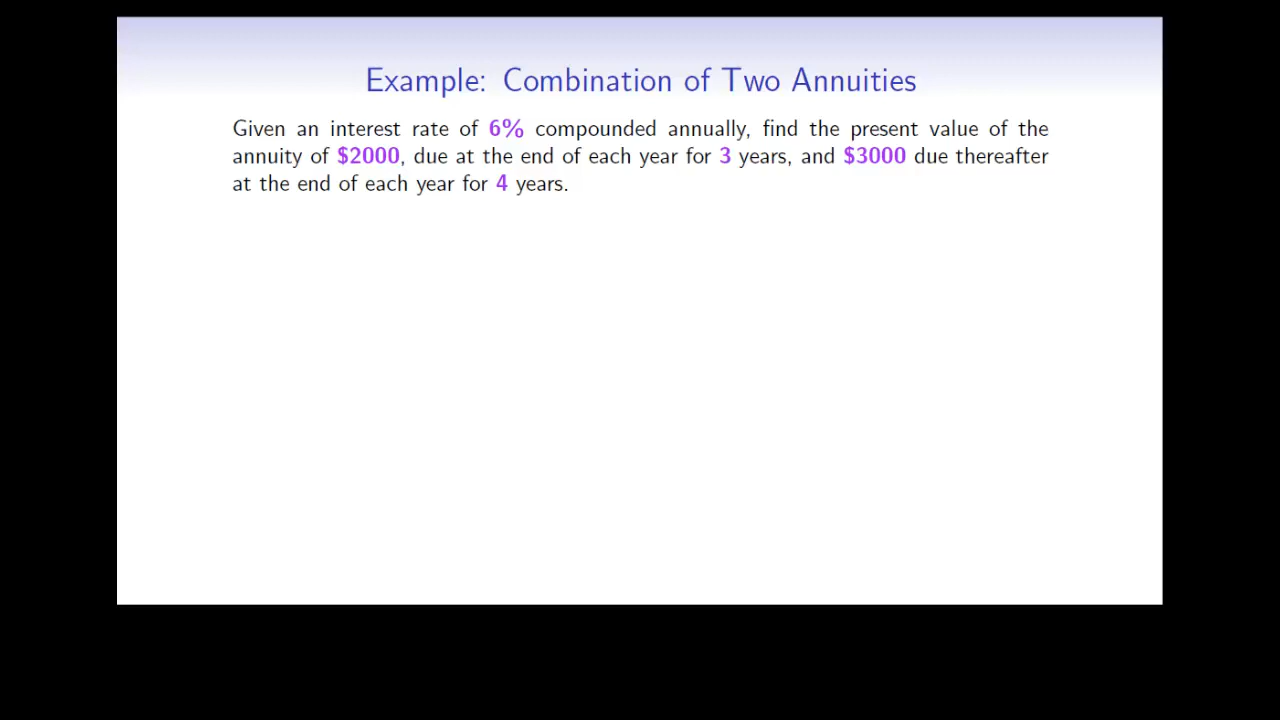 Example: Combination of Two Annuities
Given an interest rate of 6% compounded annually, find the present value of the
annuity of $2000, due at the end of each year for 3 years, and $3000 due thereafter
at the end of each year for 4 years.